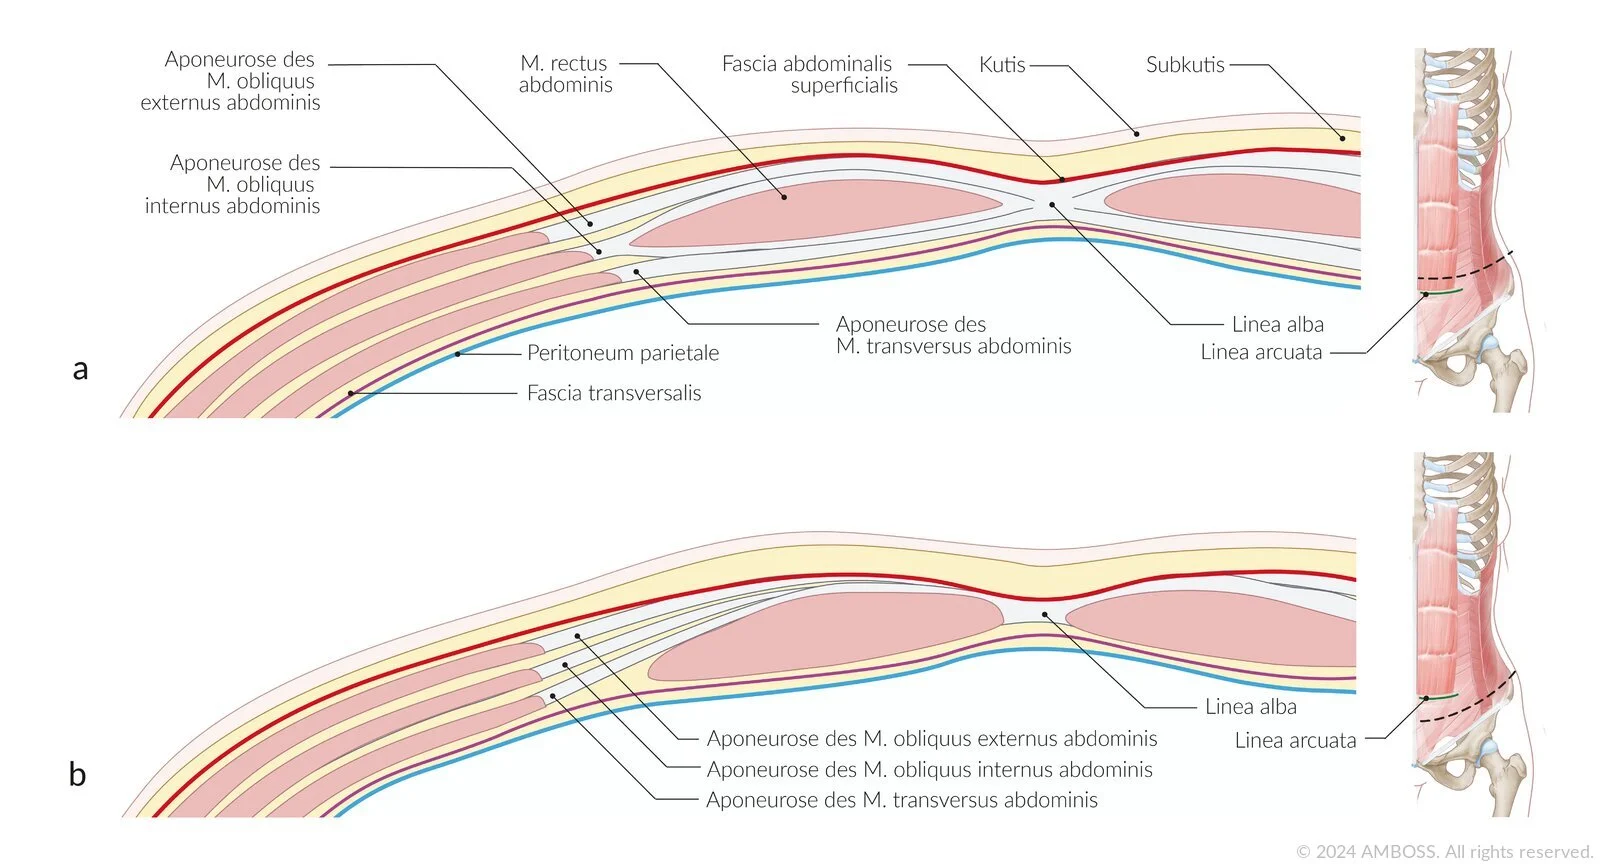 Aponeurose des
M. obliquus
externus abdominis
M. rectus
abdominis
Fascia abdominalis
superficialis
Kutis
Subkutis
Aponeurose des
M. obliquus
internus abdominis
Aponeurose des
M. transversus abdominis
Linea alba
Linea arcuata
Peritoneum parietale
Fascia transversalis
a
Linea alba
Linea arcuata
Aponeurose des M. obliquus externus abdominis
Aponeurose des M. obliquus internus abdominis
Aponeurose des M. transversus abdominis
b
© 2024 AMBOSS. All rights reserved.